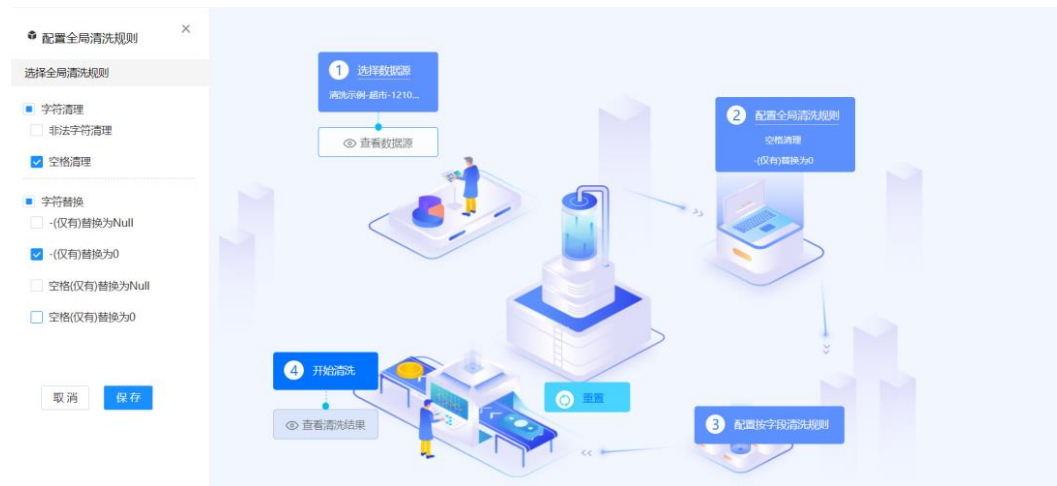 配置全局清洗规则
×
选择全局清洗规则
字符清理
非法字符清理
空格清理
字符替换
-(仅有)替换为Null
-(仅有)替换为0
空格(仅有)替换为Null
空格(仅有)替换为0
取消
保存
1 选择数据源
清洗示例-超市-1210...
查看数据源
2 配置全局清洗规则
空格清理
-(仅有)替换为0
4 开始清洗
查看清洗结果
重置
3 配置按字段清洗规则